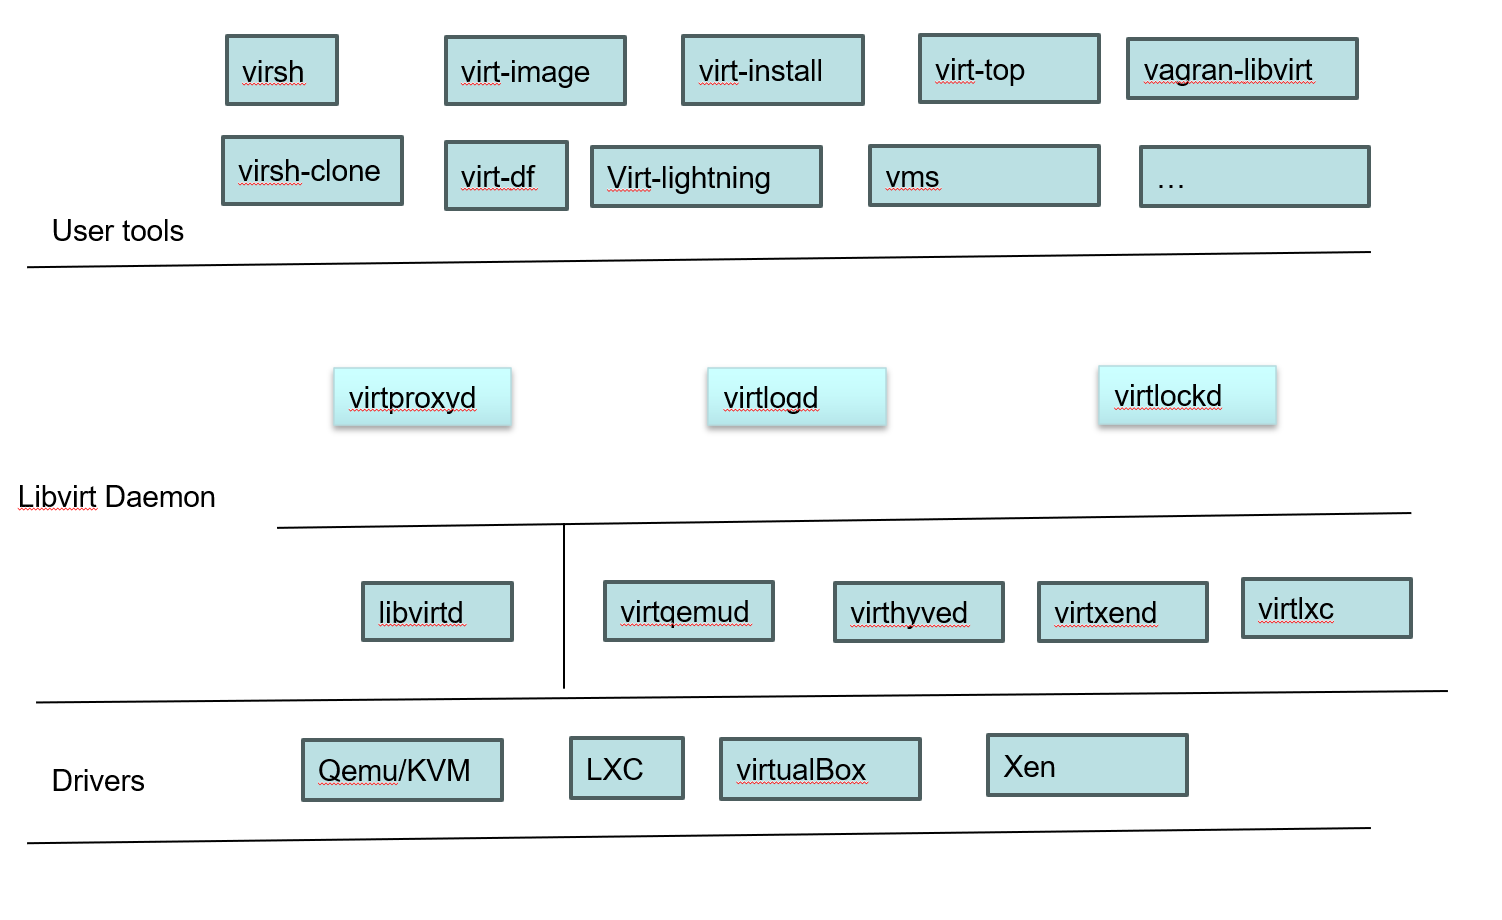 virsh
virt-image
virt-install
virt-top
vagran-libvirt
virsh-clone
virt-df
Virt-lightning
vms
...
User tools
virtproxyd
virtlogd
virtlockd
Libvirt Daemon
libvirtd
virtqemud
virthyved
virtxend
virtlxc
Drivers
Qemu/KVM
LXC
virtualBox
Xen